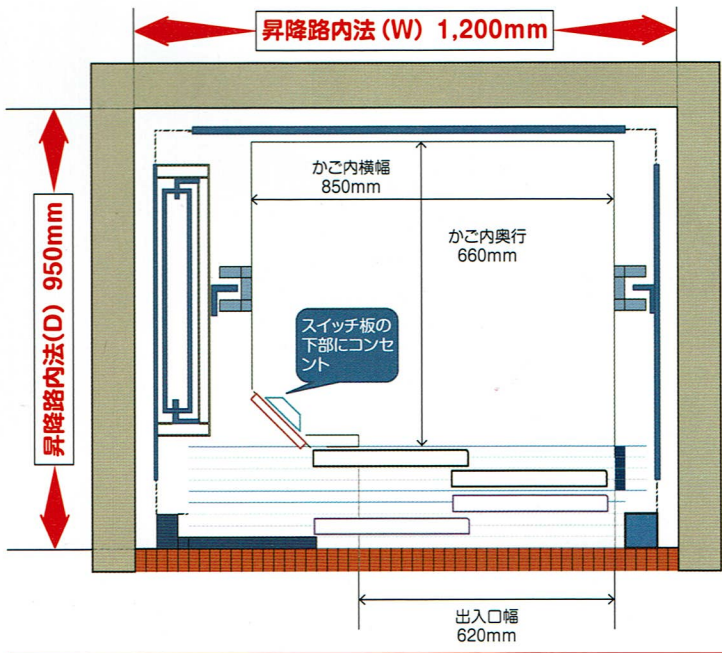 昇降路内法(W) 1,200mm
昇降路内法(D) 950mm
かご内横幅
850mm
かご内奥行
660mm
スイッチ板の
下部にコンセ
ント
出入口幅
620mm